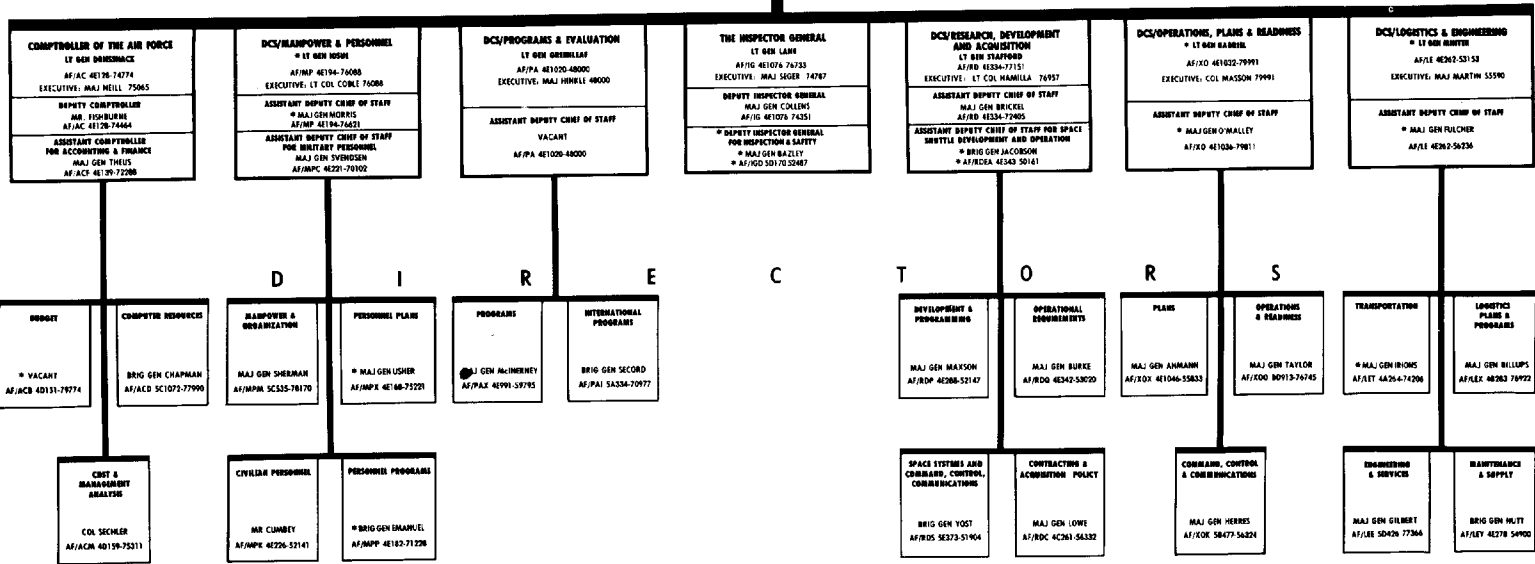 COMPTROLLER OF THE AIR FORCE
LT GEN DRIESSNACK
AF/AC 4E128-74774
EXECUTIVE: MAJ NEILL 75065
DEPUTY COMPTROLLER
MR. FISHBURNE
AF/AC 4E128-74464
ASSISTANT COMPTROLLER
FOR ACCOUNTING & FINANCE
MAJ GEN THEUS
AF/ACF 4E139-72288
DCS/MANPOWER & PERSONNEL
* LT GEN IOSUE
AF/MP 4E194-76088
EXECUTIVE: LT COL COBLE 76088
ASSISTANT DEPUTY CHIEF OF STAFF
* MAJ GEN MORRIS
AF/MP 4E194-76621
ASSISTANT DEPUTY CHIEF OF STAFF
FOR MILITARY PERSONNEL
MAJ GEN SVENDSEN
AF/MPC 4E221-70102
DCS/PROGRAMS & EVALUATION
LT GEN GREENLEAF
AF/PA 4E1020-48000
EXECUTIVE: MAJ HINKLE 48000
ASSISTANT DEPUTY CHIEF OF STAFF
VACANT
AF/PA 4E1020-48000
THE INSPECTOR GENERAL
LT GEN LANE
AF/IG 4E1076 76733
EXECUTIVE: MAJ SEGER 74787
DEPUTY INSPECTOR GENERAL
MAJ GEN COLLENS
AF/IG 4E1076 74351
* DEPUTY INSPECTOR GENERAL
FOR INSPECTION & SAFETY
* MAJ GEN BAZLEY
* AF/IGD 5D170 52487
DCS/RESEARCH, DEVELOPMENT
AND ACQUISITION
LT GEN STAFFORD
AF/RD 4E334-77151
EXECUTIVE: LT COL HAMILLA 76957
ASSISTANT DEPUTY CHIEF OF STAFF
MAJ GEN BRICKEL
AF/RD 4E334-72405
ASSISTANT DEPUTY CHIEF OF STAFF FOR SPACE
SHUTTLE DEVELOPMENT AND OPERATION
* BRIG GEN JACOBSON
* AF/RDEA 4E343 50161
DCS/OPERATIONS, PLANS & READINESS
* LT GEN GABRIEL
AF/XO 4E1032-79991
EXECUTIVE: COL MASSON 79991
ASSISTANT DEPUTY CHIEF OF STAFF
* MAJ GEN O'MALLEY
AF/XO 4E1036-79811
C
DCS/LOGISTICS & ENGINEERING
* LT GEN MINTER
AF/LE 4E262-53153
EXECUTIVE: MAJ MARTIN 55590
ASSISTANT DEPUTY CHIEF OF STAFF
* MAJ GEN FULCHER
AF/LE 4E262-56236
D I R E C T O R S
BUDGET
* VACANT
AF/ACB 4D131-79774
COMPUTER RESOURCES
BRIG GEN CHAPMAN
AF/ACD 5C1072-77990
MANPOWER &
ORGANIZATION
MAJ GEN SHERMAN
AF/MPM 5C535-78170
PERSONNEL PLANS
* MAJ GEN USHER
AF/MPX 4E168-75221
PROGRAMS
GEN McINERNEY
AF/PAX 4E991-59795
INTERNATIONAL
PROGRAMS
BRIG GEN SECORD
AF/PAI 5A334-70977
DEVELOPMENT &
PROGRAMMING
MAJ GEN MAXSON
AF/RDP 4E288-52147
OPERATIONAL
REQUIREMENTS
MAJ GEN BURKE
AF/RDQ 4E342-53020
PLANS
MAJ GEN AHMANN
AF/XOX 4E1046-55833
OPERATIONS
& READINESS
MAJ GEN TAYLOR
AF/XOO BD913-76745
TRANSPORTATION
* MAJ GEN IRIONS
AF/LET 4A264-74206
LOGISTICS
PLANS &
PROGRAMS
MAJ GEN BILLUPS
AF/LEX 4B283 76922
COST &
MANAGEMENT
ANALYSIS
COL SECHLER
AF/ACM 4D159-75311
CIVILIAN PERSONNEL
MR CUMBEY
AF/MPK 4E226-52141
PERSONNEL PROGRAMS
* BRIG GEN EMANUEL
AF/MPP 4E182-71228
SPACE SYSTEMS AND
COMMAND, CONTROL,
COMMUNICATIONS
BRIG GEN YOST
AF/RDS 5E373-51904
CONTRACTING &
ACQUISITION POLICY
MAJ GEN LOWE
AF/RDC 4C261-56332
COMMAND, CONTROL
& COMMUNICATIONS
MAJ GEN HERRES
AF/XOK 5B477-56324
ENGINEERING
& SERVICES
MAJ GEN GILBERT
AF/LEE 5D426 77366
MAINTENANCE
& SUPPLY
BRIG GEN NUTT
AF/LEY 4E278 54900